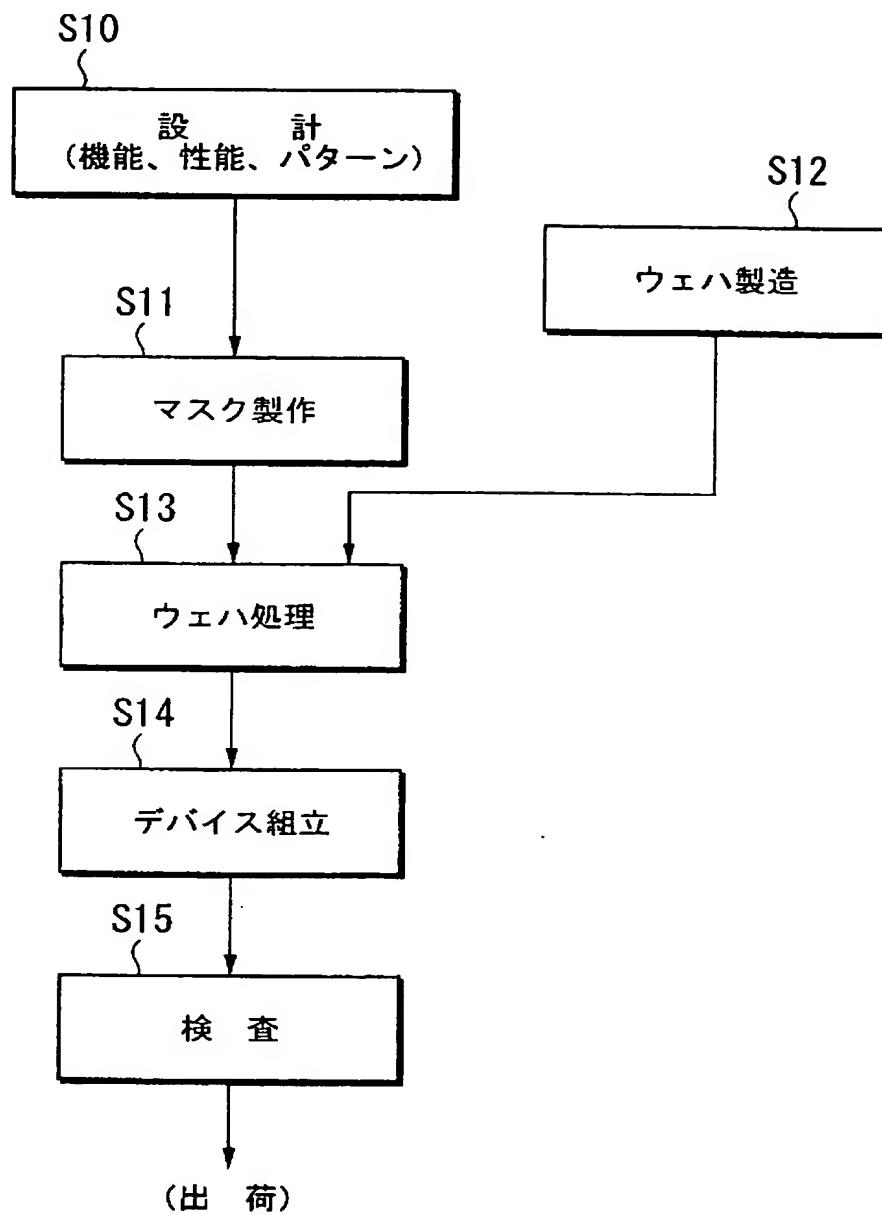 S10
設 計
(機能、性能、パターン)
S12
ウェハ製造
S11
マスク製作
S13
ウェハ処理
S14
デバイス組立
S15
検 査
(出 荷)